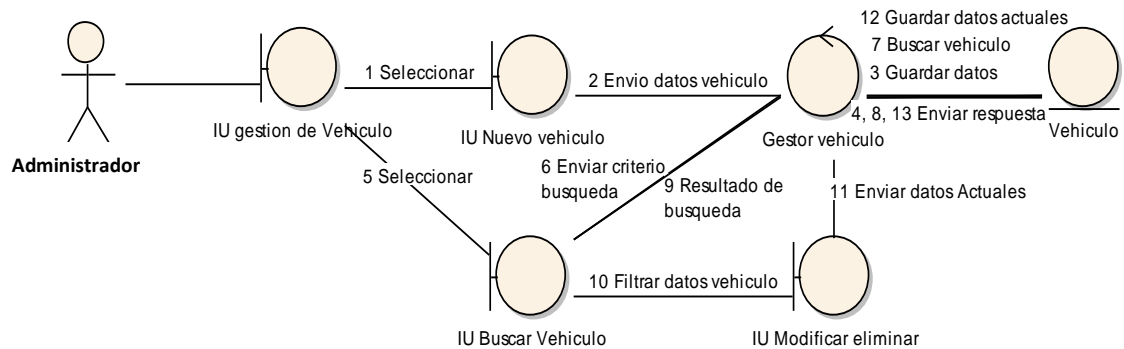 12 Guardar datos actuales
7 Buscar vehiculo
3 Guardar datos
1 Seleccionar
2 Envio datos vehiculo
4, 8, 13 Enviar respuesta
IU gestion de Vehiculo
IU Nuevo vehiculo
Gestor vehiculo
Vehiculo
Administrador
5 Seleccionar
6 Enviar criterio
busqueda
9 Resultado de
busqueda
11 Enviar datos Actuales
10 Filtrar datos vehiculo
IU Buscar Vehiculo
IU Modificar eliminar